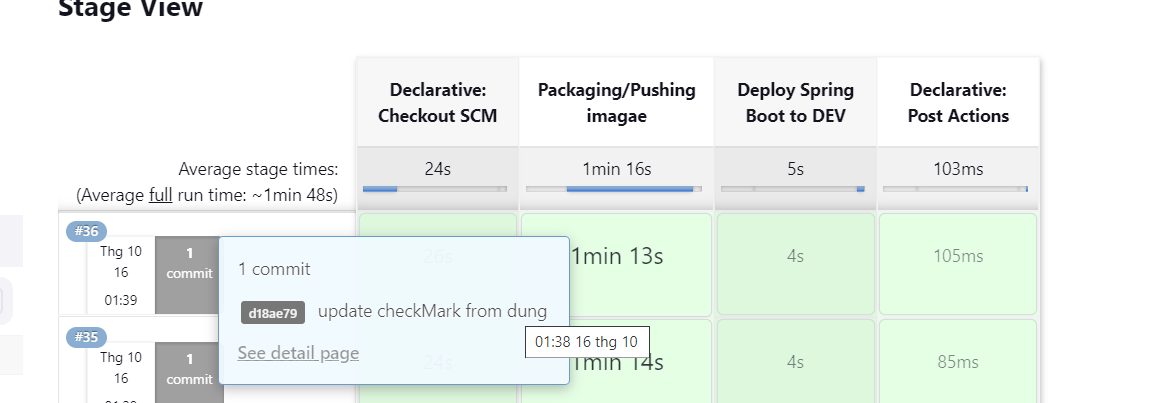 Stage View
Declarative:
Checkout SCM
Packaging/Pushing
imagae
Deploy Spring
Boot to DEV
Declarative:
Post Actions
Average stage times:
(Average full run time: ~1min 48s)
24s
1min 16s
5s
103ms
#36
Thg 10
16
01:39
1
commit
26s
1min 13s
4s
105ms
1 commit
d18ae79 update checkMark from dung
See detail page
01:38 16 thg 10
#35
Thg 10
16
1
commit
24s
1min 14s
4s
85ms